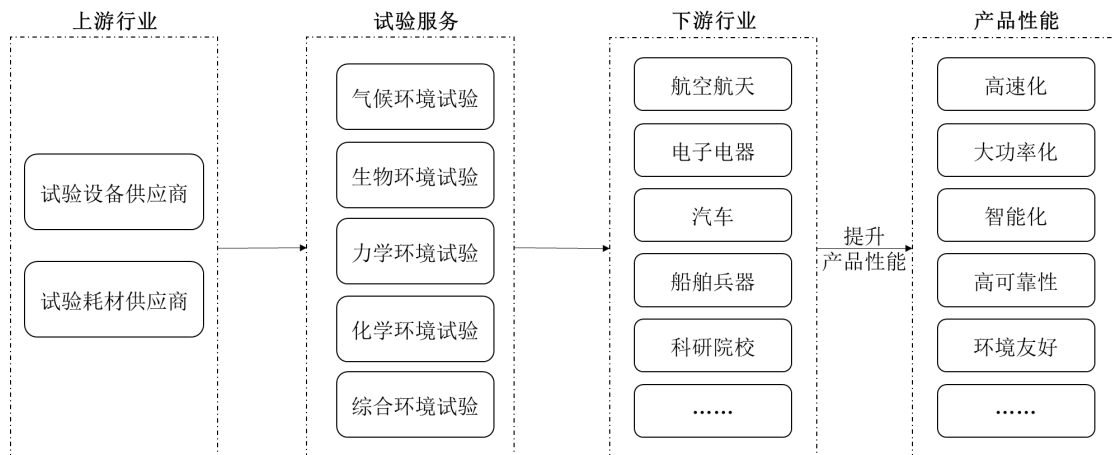 上游行业
试验设备供应商
试验耗材供应商
试验服务
气候环境试验
生物环境试验
力学环境试验
化学环境试验
综合环境试验
下游行业
航空航天
电子电器
汽车
船舶兵器
科研院校
……
提升
产品性能
产品性能
高速化
大功率化
智能化
高可靠性
环境友好
……